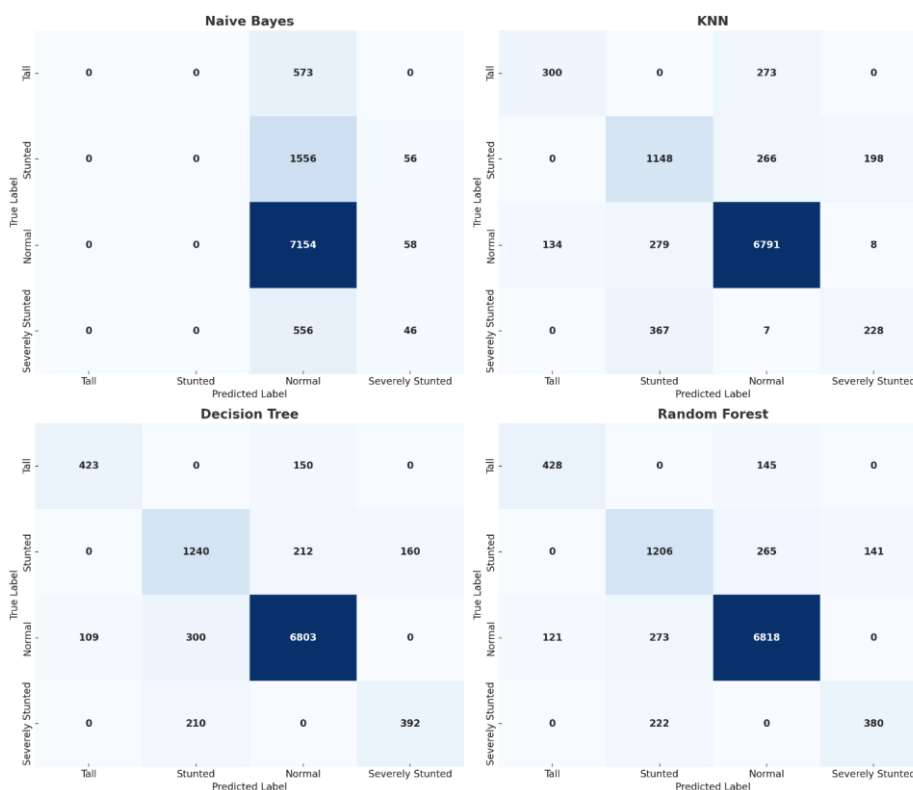 Naive Bayes
True Label
Tall
0 0 573 0
Stunted
0 0 1556 56
Normal
0 0 7154 58
Severely Stunted
0 0 556 46
Tall Stunted Normal Severely Stunted
Predicted Label
KNN
True Label
Tall
300 0 273 0
Stunted
0 1148 266 198
Normal
134 279 6791 8
Severely Stunted
0 367 7 228
Tall Stunted Normal Severely Stunted
Predicted Label
Decision Tree
True Label
Tall
423 0 150 0
Stunted
0 1240 212 160
Normal
109 300 6803 0
Severely Stunted
0 210 0 392
Tall Stunted Normal Severely Stunted
Predicted Label
Random Forest
True Label
Tall
428 0 145 0
Stunted
0 1206 265 141
Normal
121 273 6818 0
Severely Stunted
0 222 0 380
Tall Stunted Normal Severely Stunted
Predicted Label